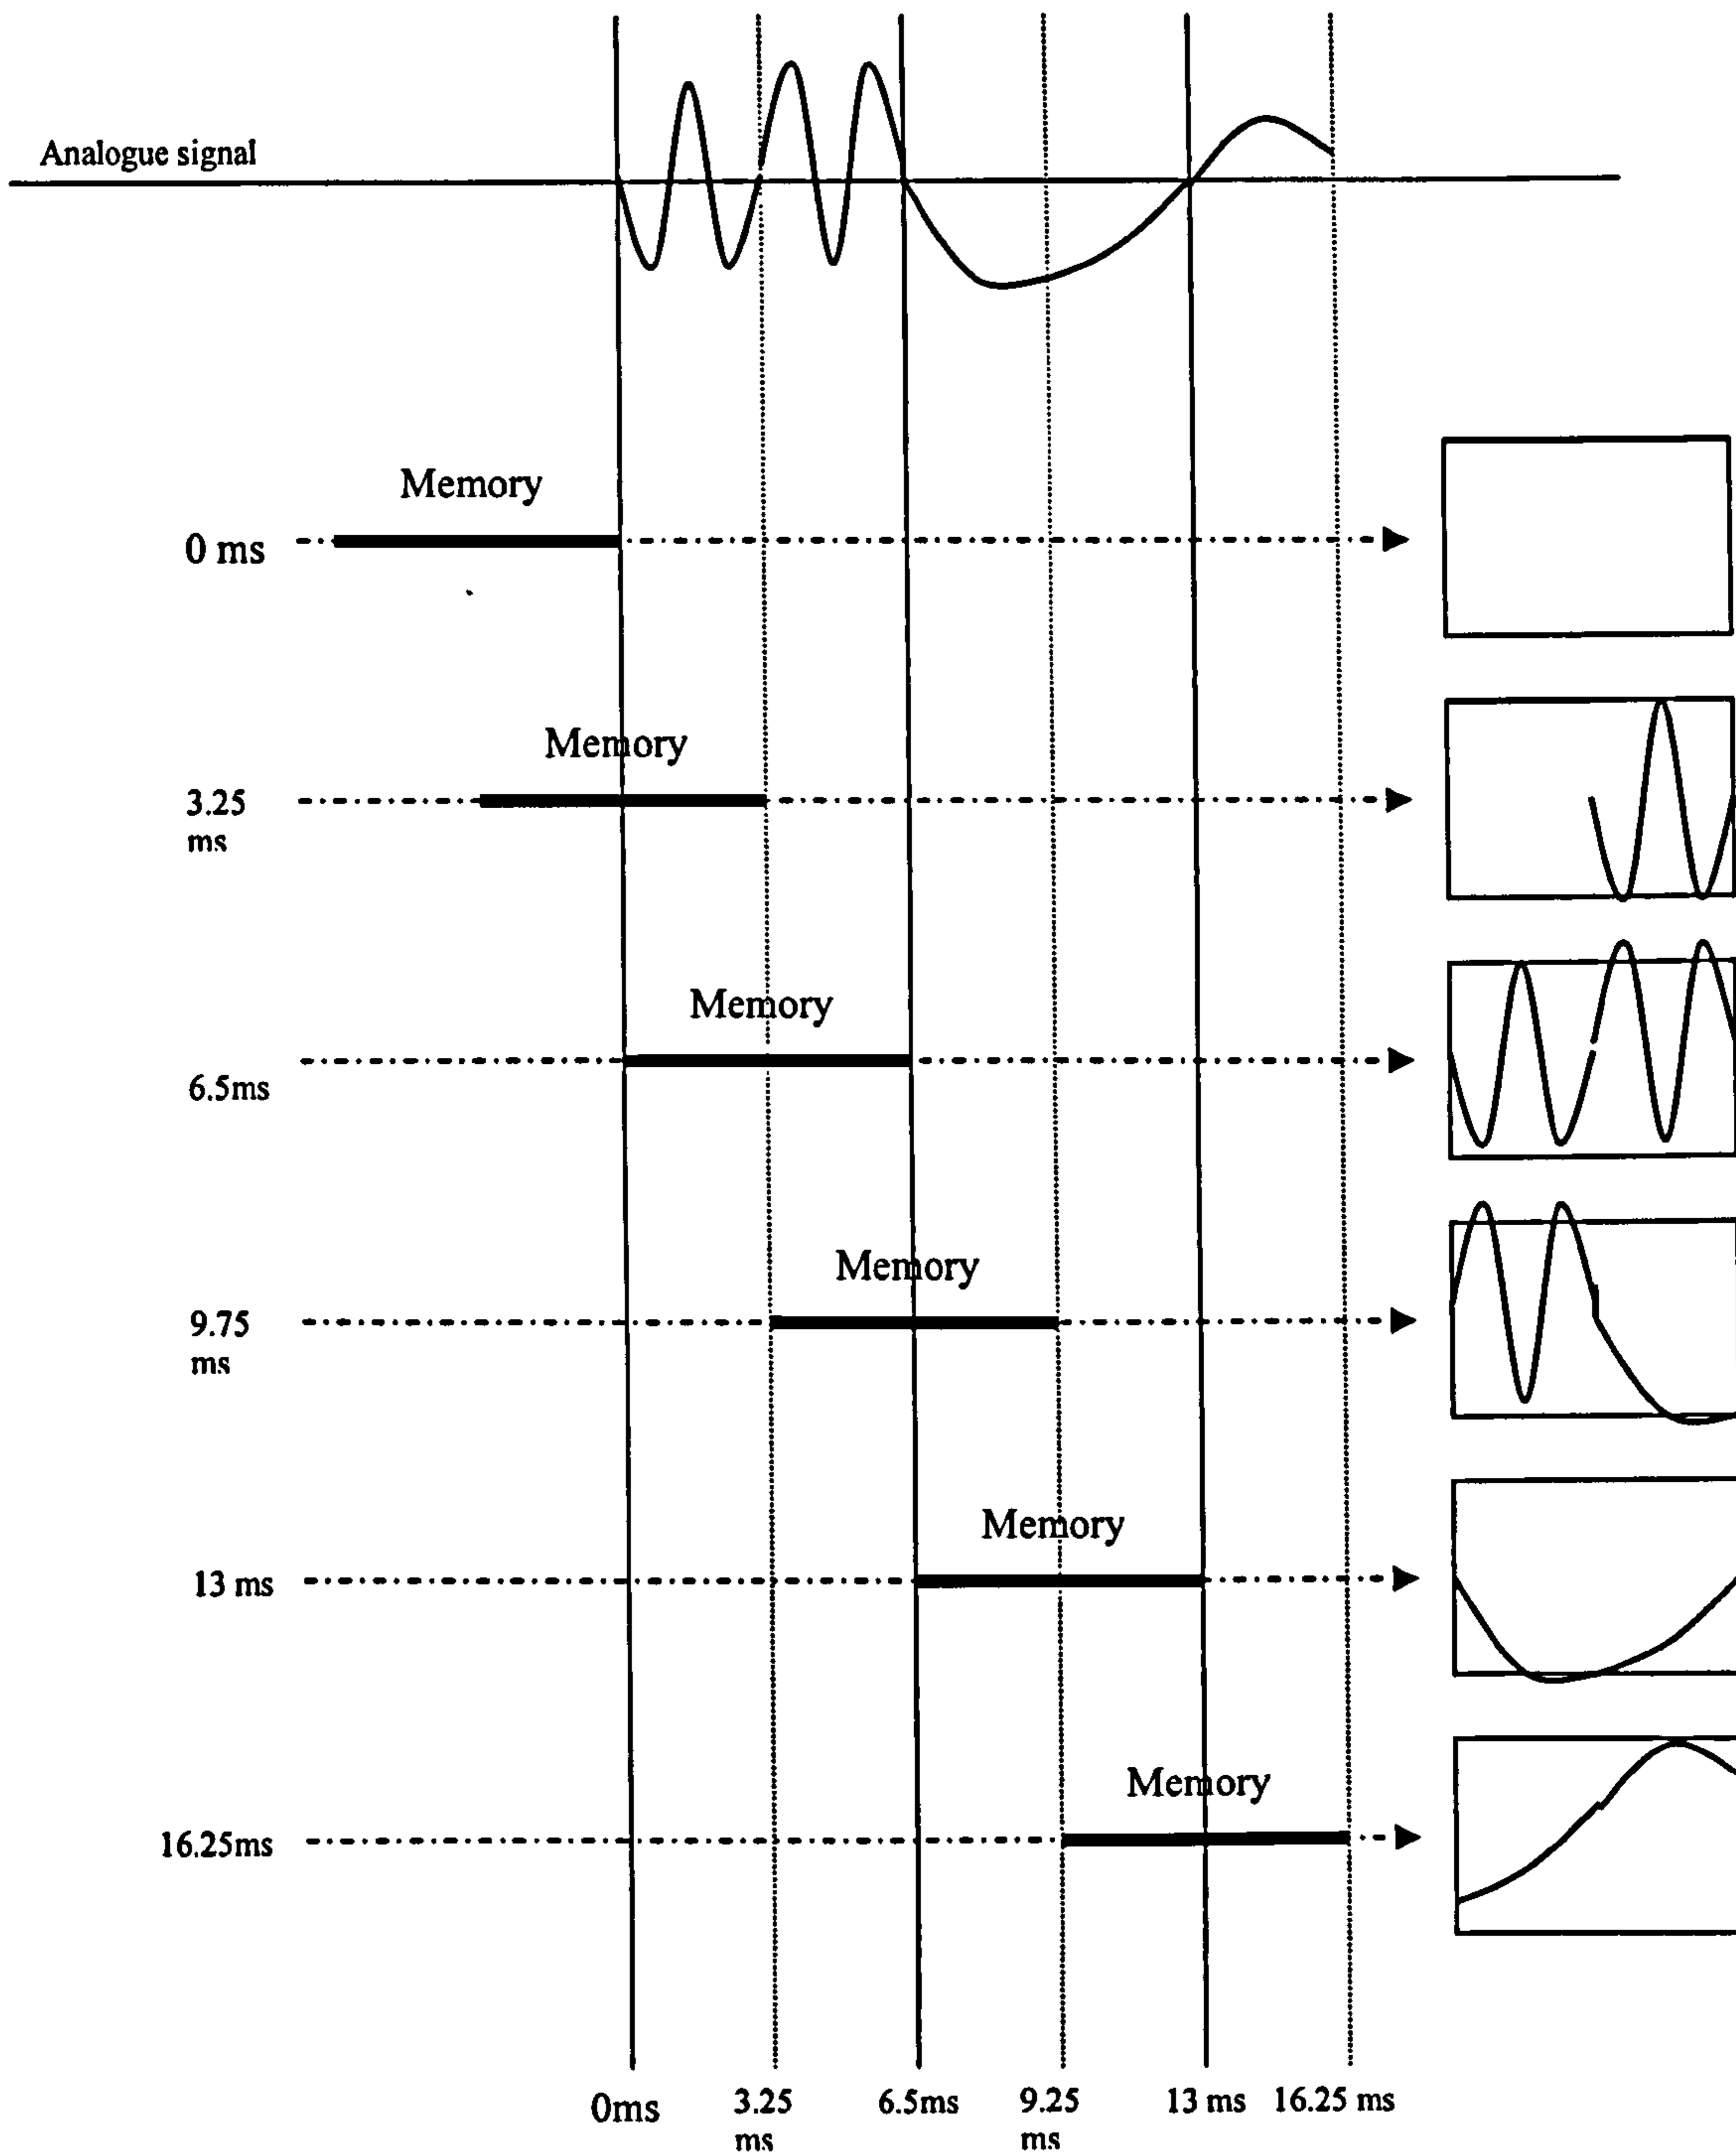 Analogue signal
Memory
0 ms
Memory
3.25
ms
Memory
6.5ms
Memory
9.75
ms
Memory
13 ms
Memory
16.25ms
0ms 3.25 6.5ms 9.25 13 ms 16.25 ms
ms ms